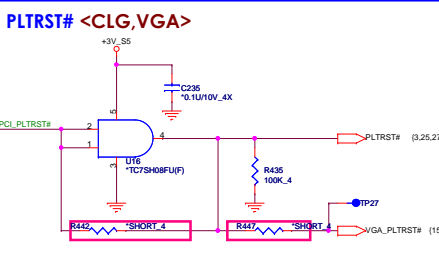 PLTRST# <CLG,VGA>
+3V_S5
C235
*0.1U/10V_4X
PCI_PLTRST#
2
1
5
4
3
U16
*TC7SH08FU(F)
PLTRST# {3,25,27
R435
100K_4
TP27
R442 *SHORT_4
R447 *SHORT_4
VGA_PLTRST# {15